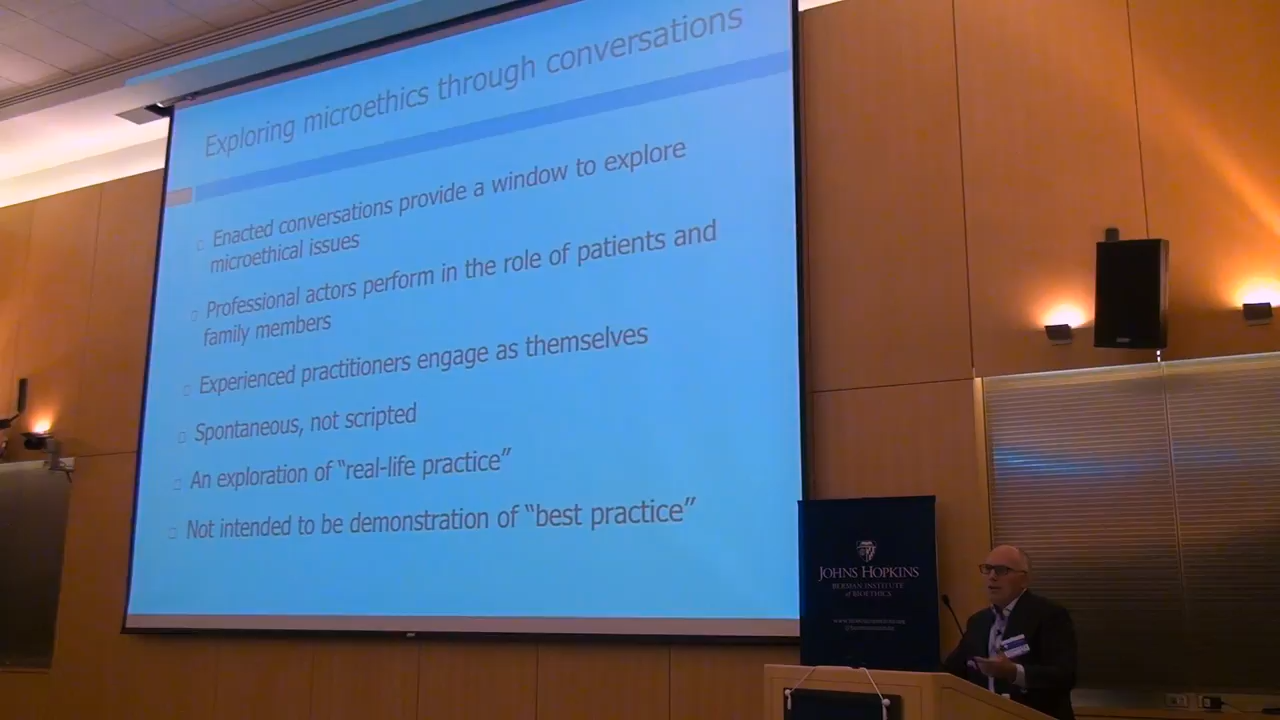 Exploring microethics through conversations
Enacted conversations provide a window to explore
microethical issues
Professional actors perform in the role of patients and
family members
Experienced practitioners engage as themselves
Spontaneous, not scripted
An exploration of “real-life practice”
Not intended to be demonstration of “best practice”
JOHNS HOPKINS
BERMAN INSTITUTE
of BIOETHICS